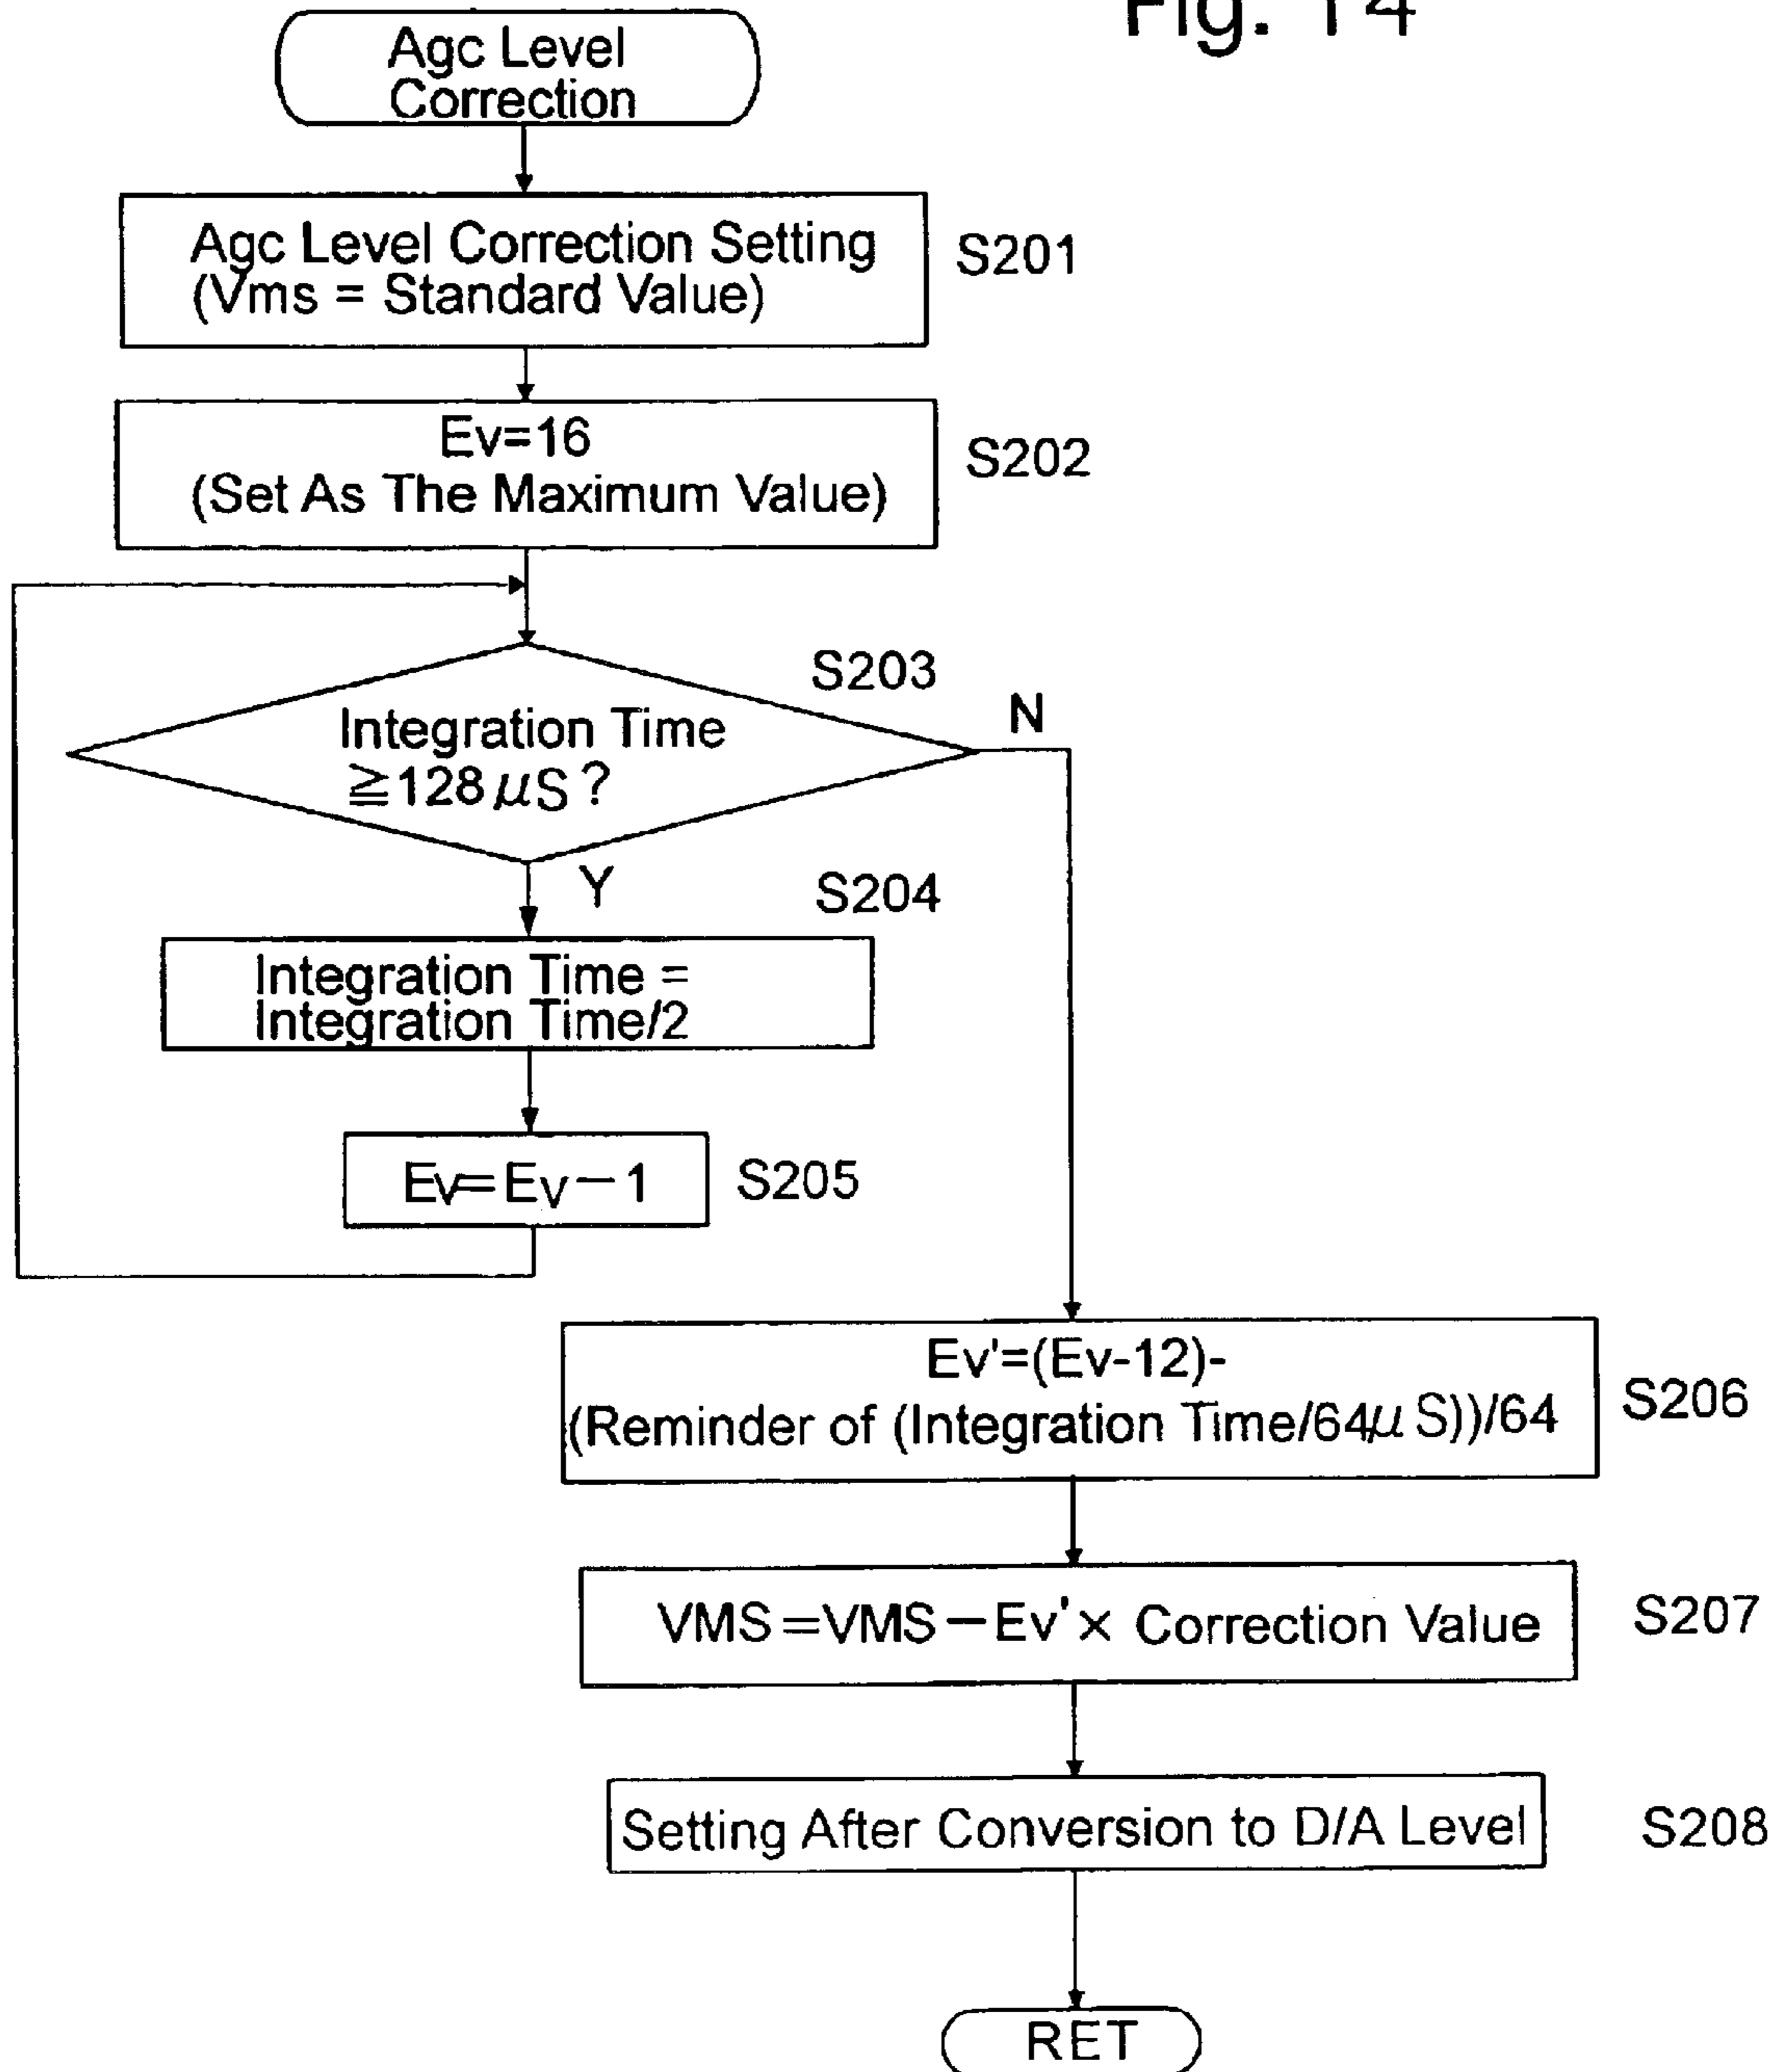 Fig. 14
Agc Level
Correction
Agc Level Correction Setting
(Vms = Standard Value)
S201
Ev=16
(Set As The Maximum Value)
S202
S203
Integration Time
≧128μS?
N
Y
S204
Integration Time =
Integration Time/2
Ev=Ev−1
S205
Ev'=(Ev-12)-
(Reminder of (Integration Time/64μS))/64
S206
VMS=VMS−Ev'× Correction Value
S207
Setting After Conversion to D/A Level
S208
RET